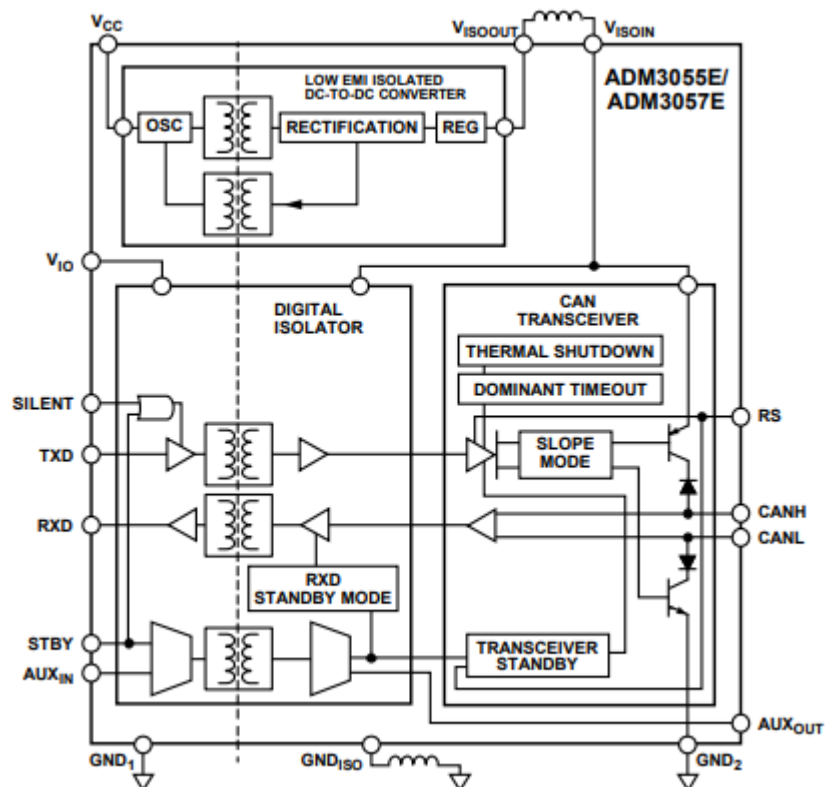 VCC
VISOOUT
VISOIN
LOW EMI ISOLATED
DC-TO-DC CONVERTER
ADM3055E/
ADM3057E
OSC
RECTIFICATION
REG
VIO
DIGITAL
ISOLATOR
CAN
TRANSCEIVER
THERMAL SHUTDOWN
DOMINANT TIMEOUT
SILENT
RS
TXD
SLOPE
MODE
RXD
CANH
CANL
RXD
STANDBY MODE
STBY
TRANSCEIVER
STANDBY
AUXIN
AUXOUT
GND1
GNDISO
GND2